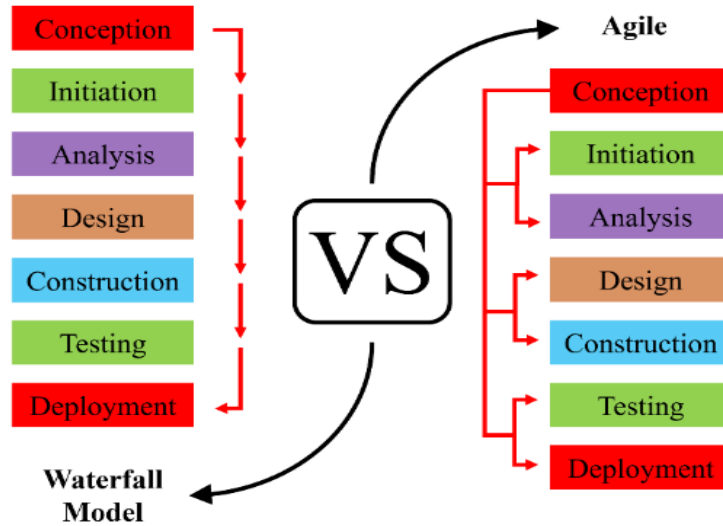 Conception
Initiation
Analysis
Design
Construction
Testing
Deployment
Waterfall
Model
VS
Agile
Conception
Initiation
Analysis
Design
Construction
Testing
Deployment